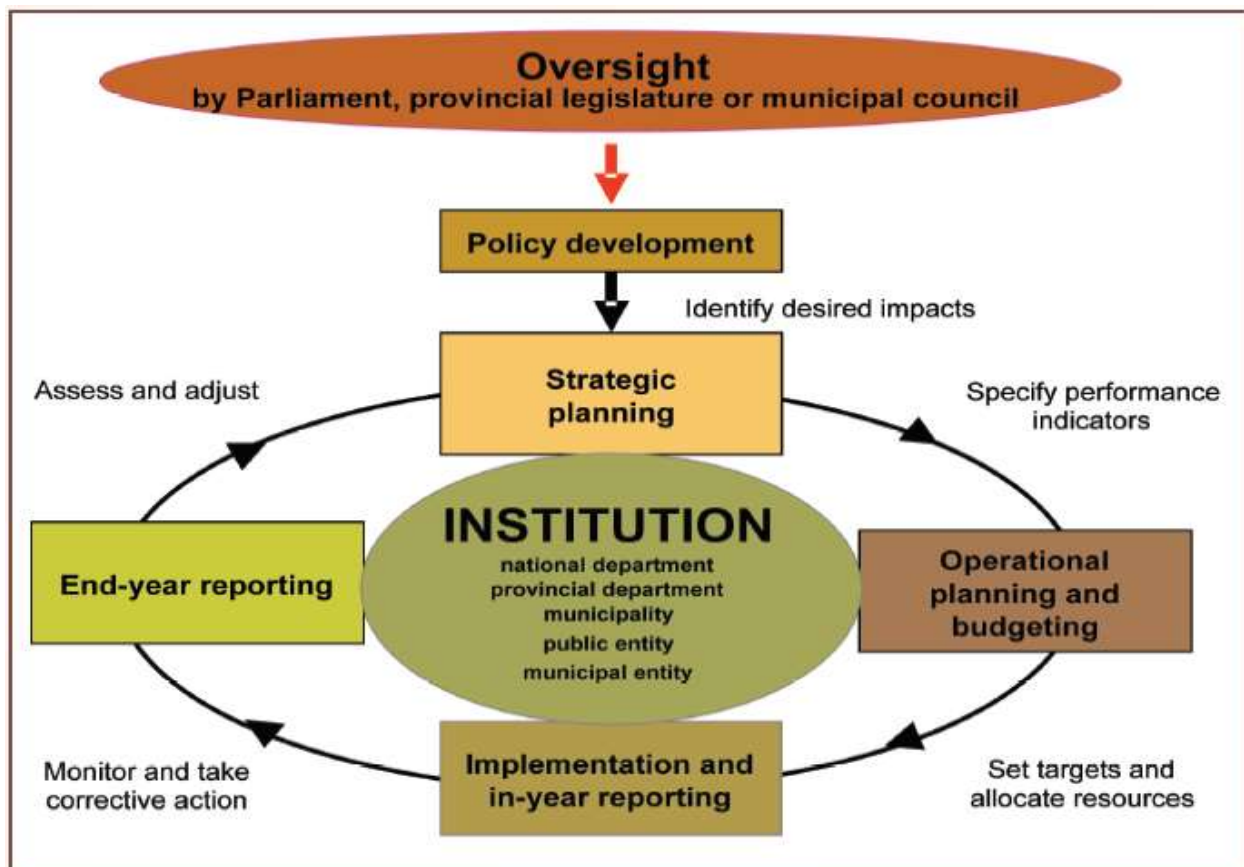 Oversight
by Parliament, provincial legislature or municipal council
Policy development
Identify desired impacts
Strategic
planning
Assess and adjust
Specify performance
indicators
INSTITUTION
national department
provincial department
municipality
public entity
municipal entity
End-year reporting
Operational
planning and
budgeting
Implementation and
in-year reporting
Monitor and take
corrective action
Set targets and
allocate resources